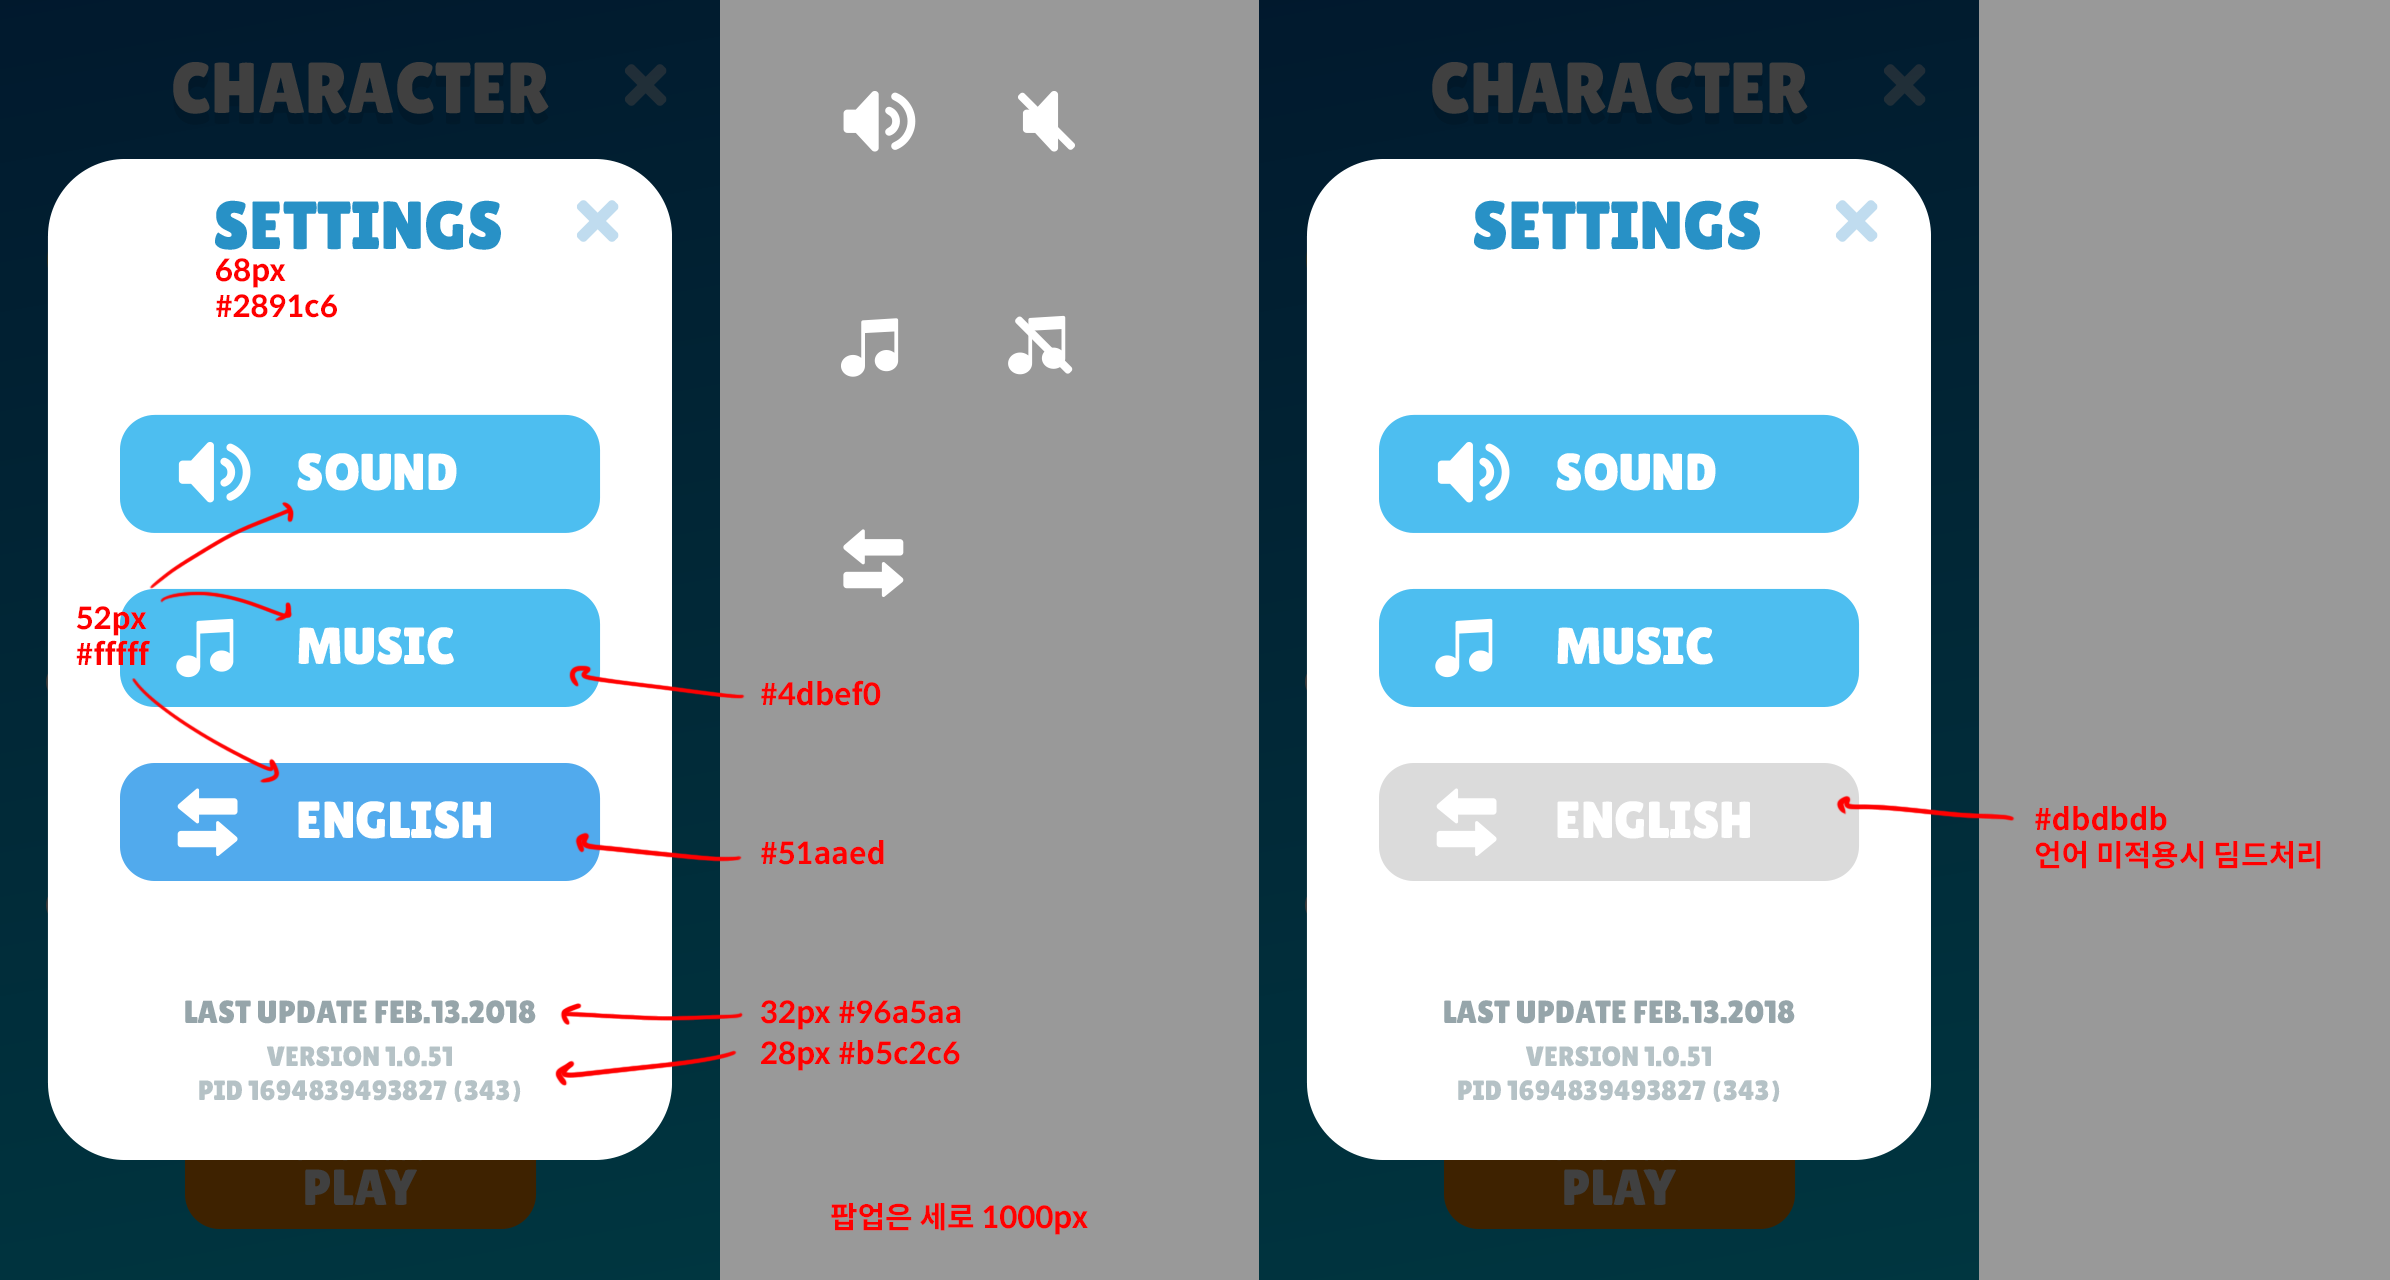 CHARACTER
SETTINGS
68px
#2891c6
SOUND
52px
#fffff
MUSIC
#4dbef0
ENGLISH
#51aaed
LAST UPDATE FEB.13.2018
32px #96a5aa
VERSION 1.0.51
28px #b5c2c6
PID 1694839493827 (343)
PLAY
팝업은 세로 1000px
CHARACTER
SETTINGS
SOUND
MUSIC
ENGLISH
#dbdbdb
언어 미적용시 딤드처리
LAST UPDATE FEB.13.2018
VERSION 1.0.51
PID 1694839493827 (343)
PLAY